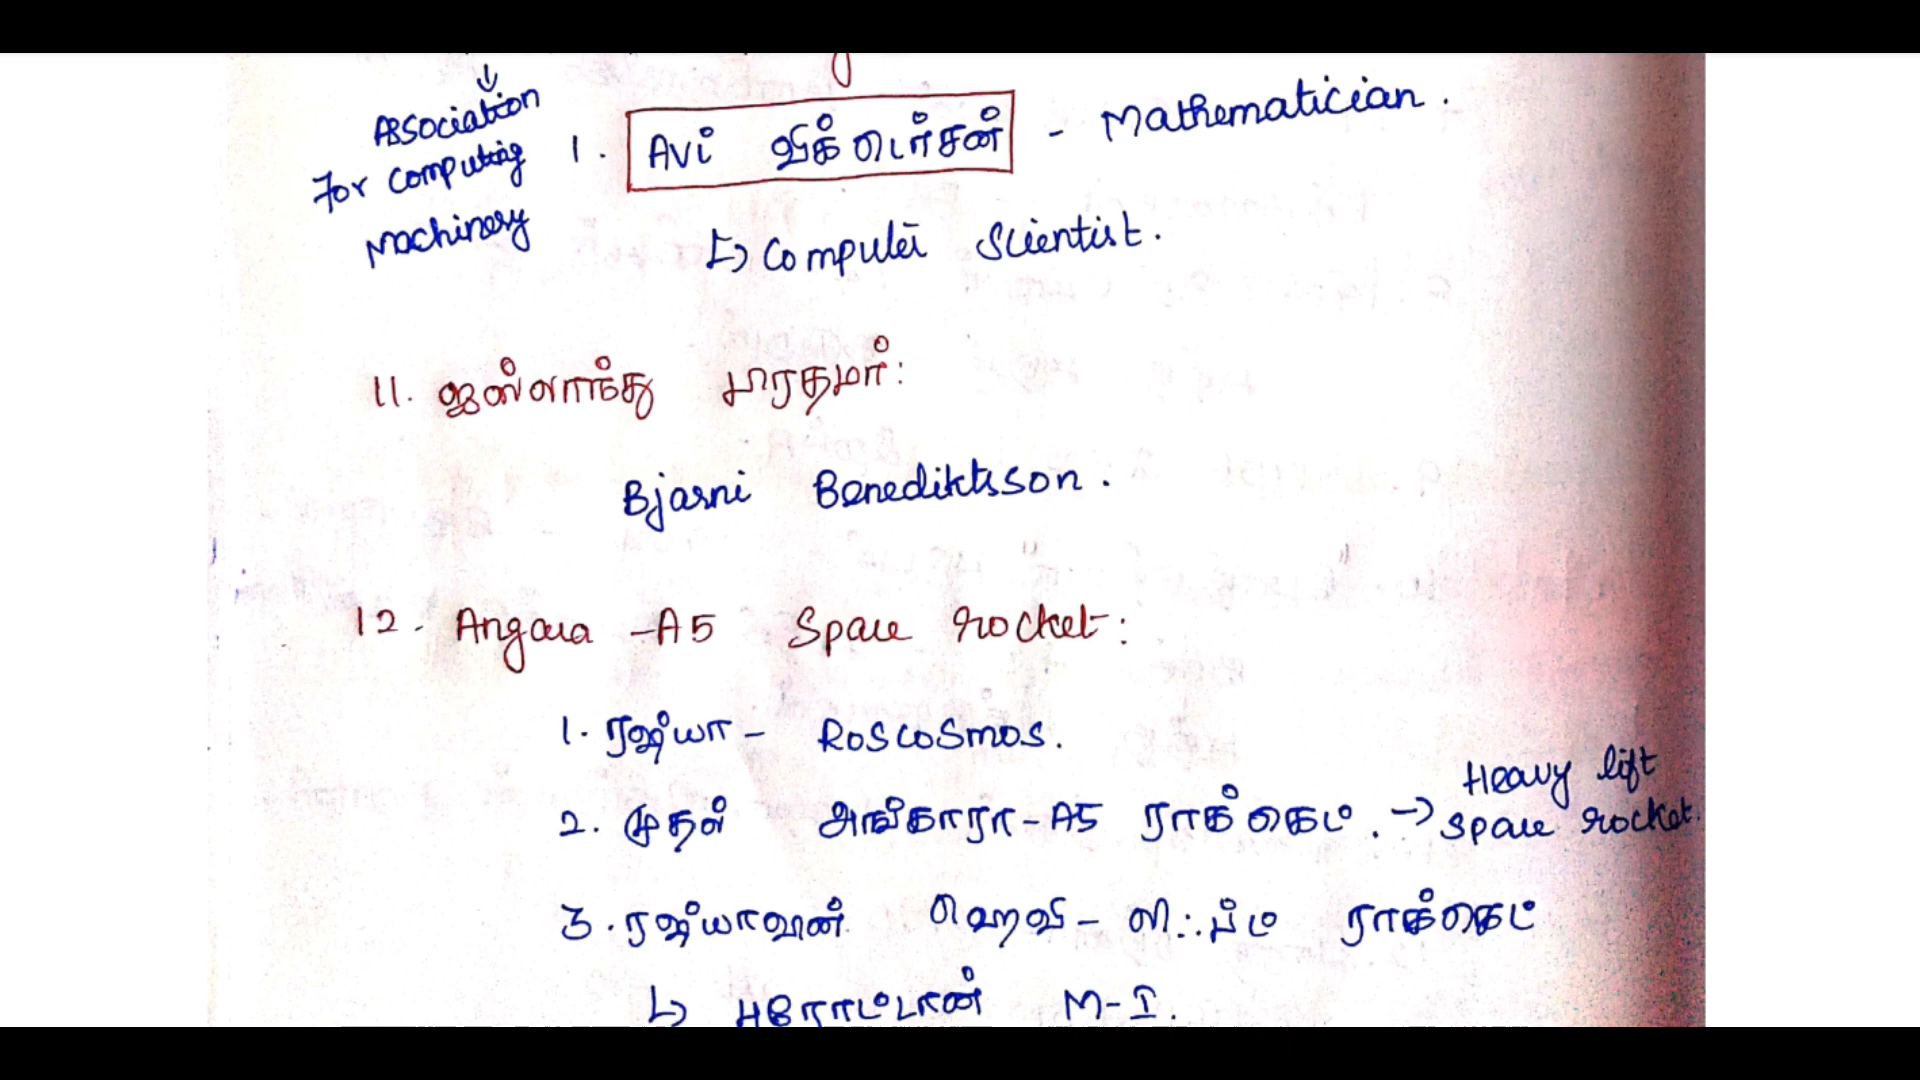 Association
For Computing
Machinery
1. Avi விக்டெர்சன் - Mathematician.
↳ Computer Scientist.
11. ஐஸ்லாந்து பிரதமர்:
Bjarni Benediktsson.
12. Angara -A5 Space rocket:
1. ரஷ்யா - Roscosmos.
2. முதல் அங்காரா-A5 ராக்கெட். → Heavy lift
space rocket.
3. ரஷ்யாவின் ஹெவி-லிஃப்ட் ராக்கெட்
↳ புரோட்டான் M-I.